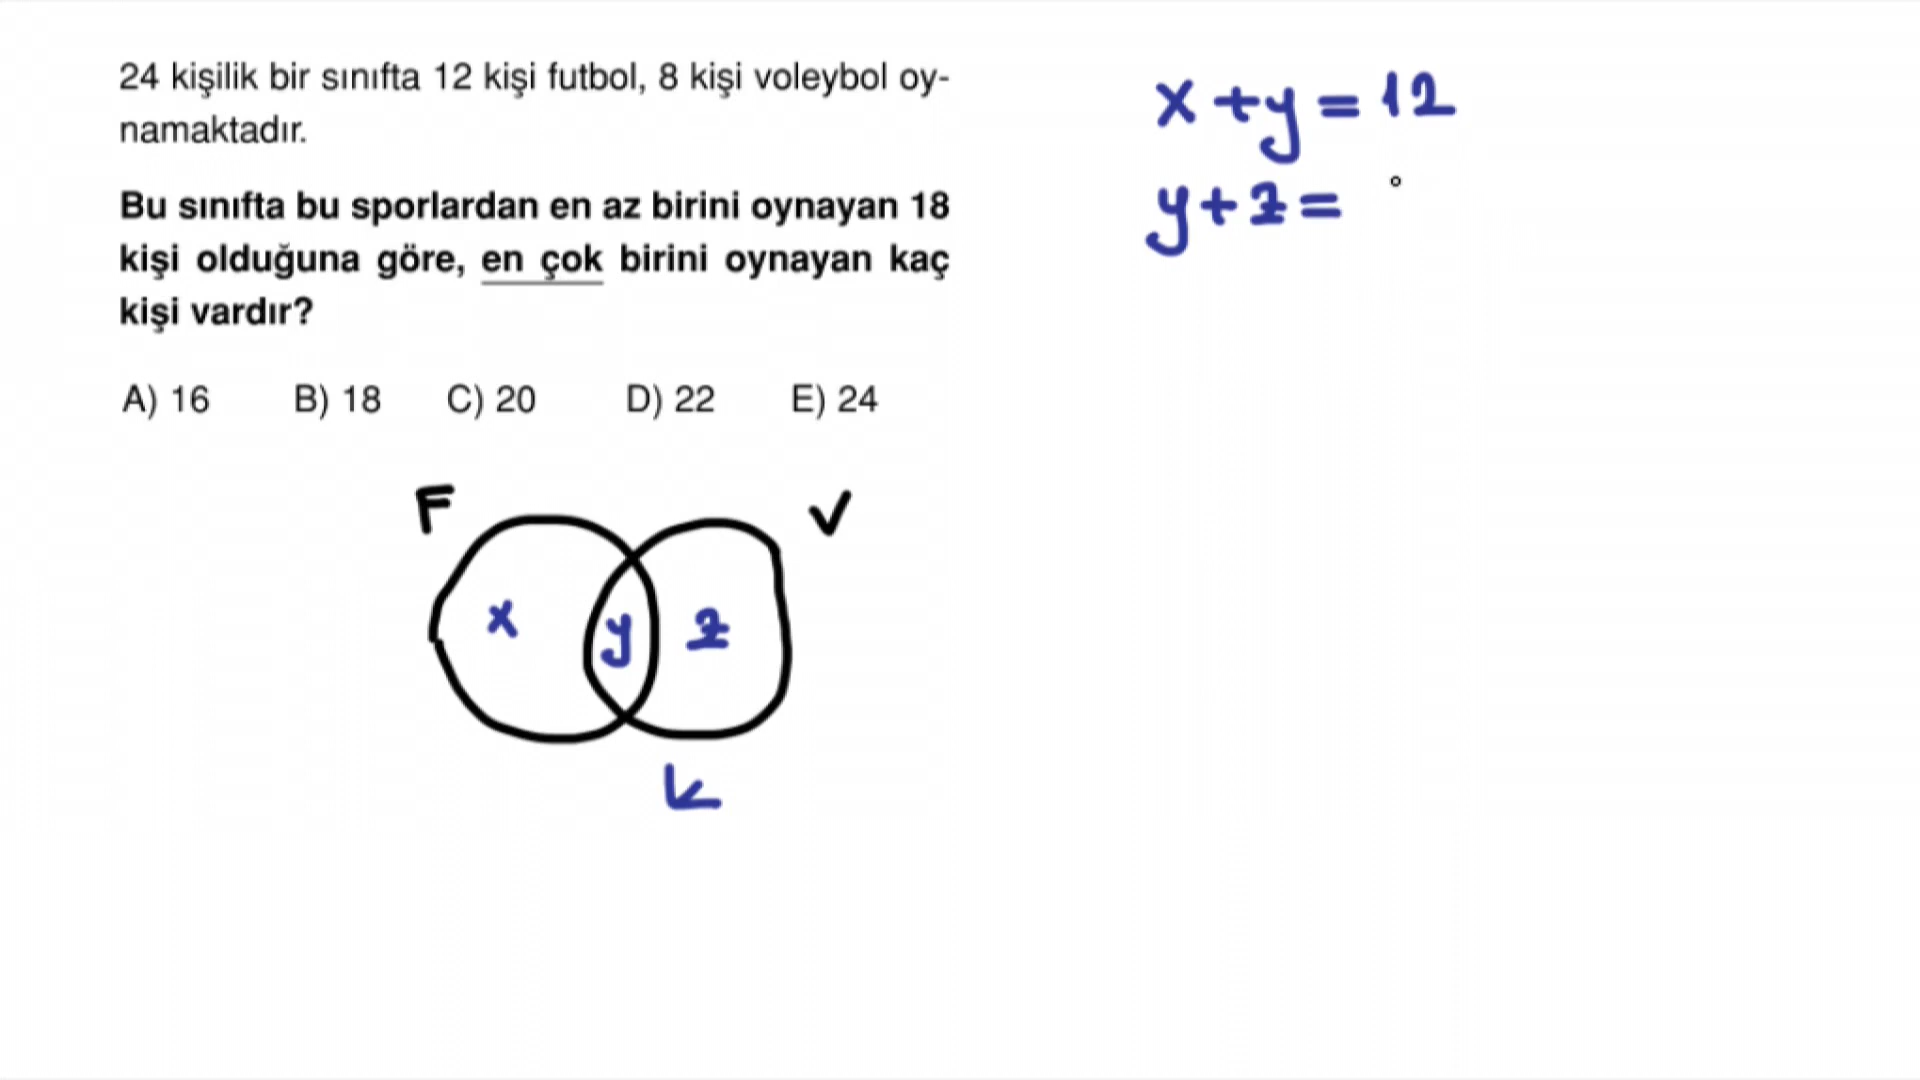 24 kişilik bir sınıfta 12 kişi futbol, 8 kişi voleybol oy-
namaktadır.
Bu sınıfta bu sporlardan en az birini oynayan 18
kişi olduğuna göre, en çok birini oynayan kaç
kişi vardır?
A) 16 B) 18 C) 20 D) 22 E) 24
x + y = 12
y + z =
F V
x y z
k